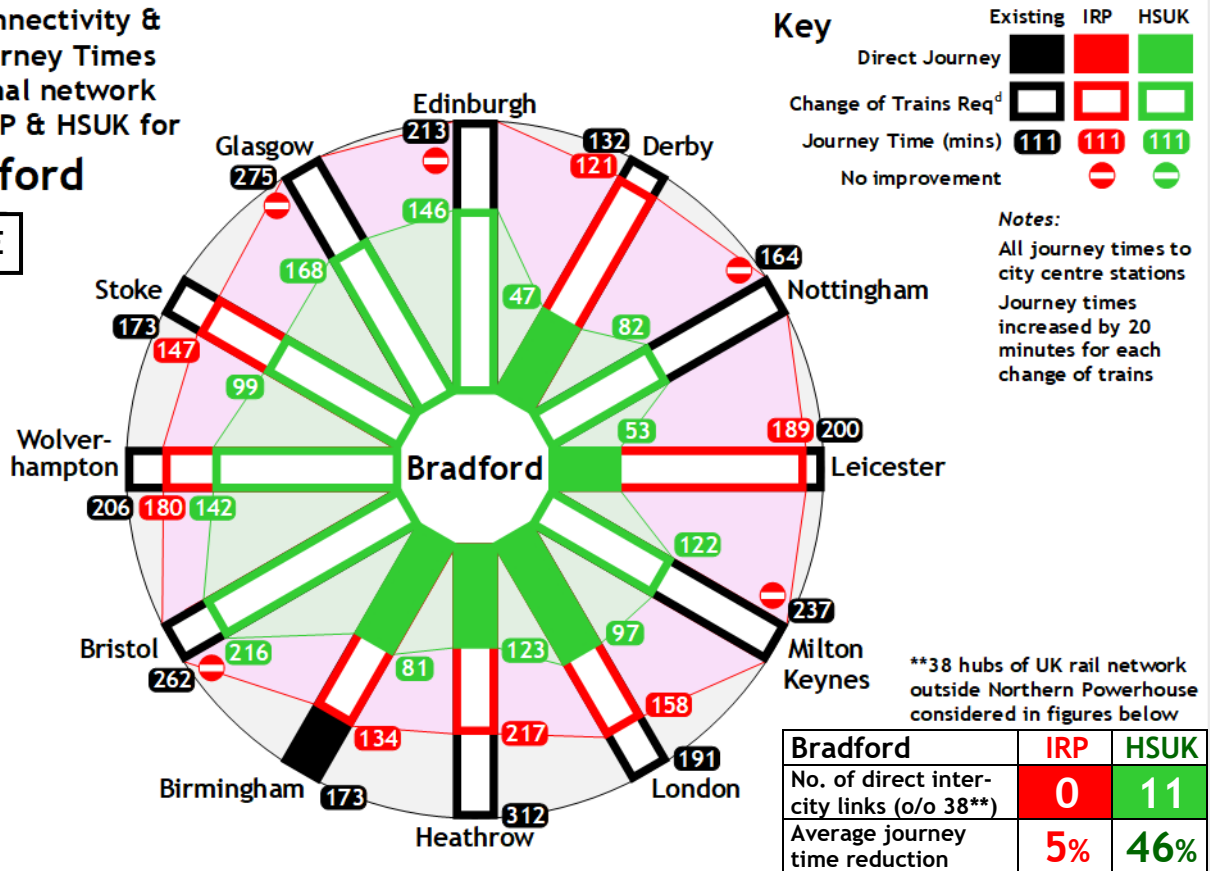 nnectivity &
rney Times
nal network
P & HSUK for
ford
E
Key
Existing IRP HSUK
Direct Journey
Change of Trains Reqd
Journey Time (mins) 111 111 111
No improvement
Notes:
All journey times to
city centre stations
Journey times
increased by 20
minutes for each
change of trains
Edinburgh
213
146
Derby
132
121
47
Nottingham
164
82
Leicester
189 200
53
Milton
Keynes
237
122
London
191
158
97
Heathrow
312
217
123
Birmingham
173
134
81
Bristol
262
216
Wolver-
hampton
206 180 142
Stoke
173
147
99
Glasgow
275
168
Bradford
**38 hubs of UK rail network
outside Northern Powerhouse
considered in figures below
Bradford IRP HSUK
No. of direct inter-
city links (o/o 38**) 0 11
Average journey
time reduction 5% 46%